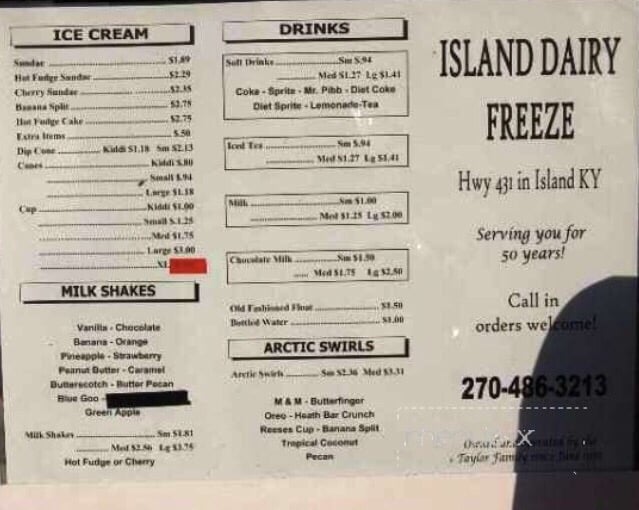 ICE CREAM
Sundae $1.89
Hot Fudge Sundae $2.29
Cherry Sundae $2.35
Banana Split $2.75
Hot Fudge Cake $2.75
Extra Items $.50
Dip Cone Kiddi $1.18 Sm $2.13
Cones Kiddi $.80
Small $.94
Large $1.18
Cup Kiddi $1.00
Small $.1.25
Med $1.75
Large $3.00
XL
MILK SHAKES
Vanilla - Chocolate
Banana - Orange
Pineapple - Strawberry
Peanut Butter - Caramel
Butterscotch - Butter Pecan
Blue Goo -
Green Apple
Milk Shakes Sm $1.81
Med $2.56 Lg $3.75
Hot Fudge or Cherry
DRINKS
Soft Drinks Sm $.94
Med $1.27 Lg $1.41
Coke - Sprite - Mr. Pibb - Diet Coke
Diet Sprite - Lemonade-Tea
Iced Tea Sm $.94
Med $1.27 Lg $1.41
Milk Sm $1.00
Med $1.25 Lg $2.00
Chocolate Milk Sm $1.50
Med $1.75 Lg $2.50
Old Fashioned Float $1.50
Bottled Water $1.00
ARCTIC SWIRLS
Arctic Swirls Sm $2.36 Med $3.31
M & M - Butterfinger
Oreo - Heath Bar Crunch
Reeses Cup - Banana Split
Tropical Coconut
Pecan
ISLAND DAIRY
FREEZE
Hwy 431 in Island KY
Serving you for
50 years!
Call in
orders welcome!
270-486-3213
Owned and operated by the
Taylor Family since June